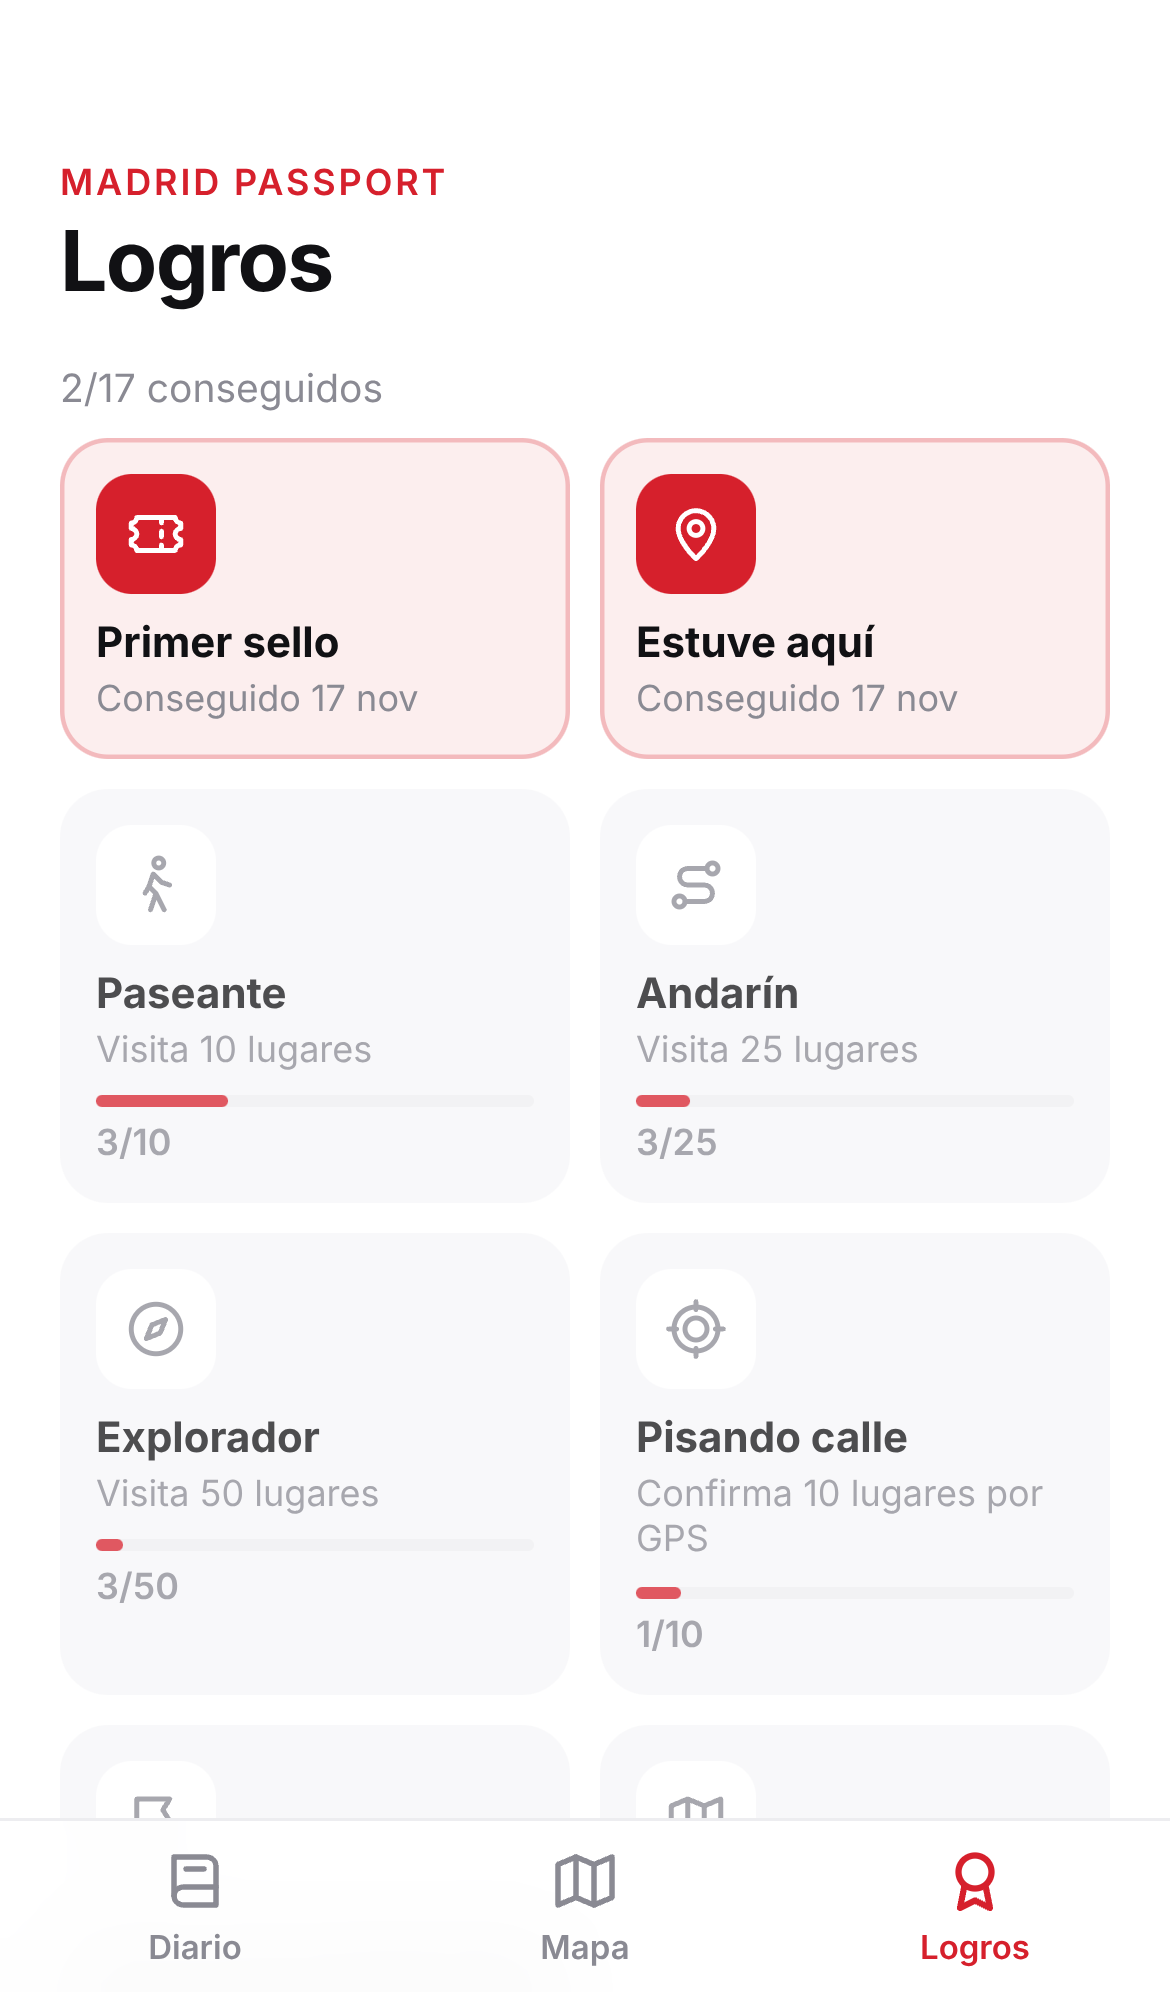 MADRID PASSPORT
Logros
2/17 conseguidos
Primer sello
Conseguido 17 nov
Estuve aquí
Conseguido 17 nov
Paseante
Visita 10 lugares
3/10
Andarín
Visita 25 lugares
3/25
Explorador
Visita 50 lugares
3/50
Pisando calle
Confirma 10 lugares por
GPS
1/10
Diario
Mapa
Logros